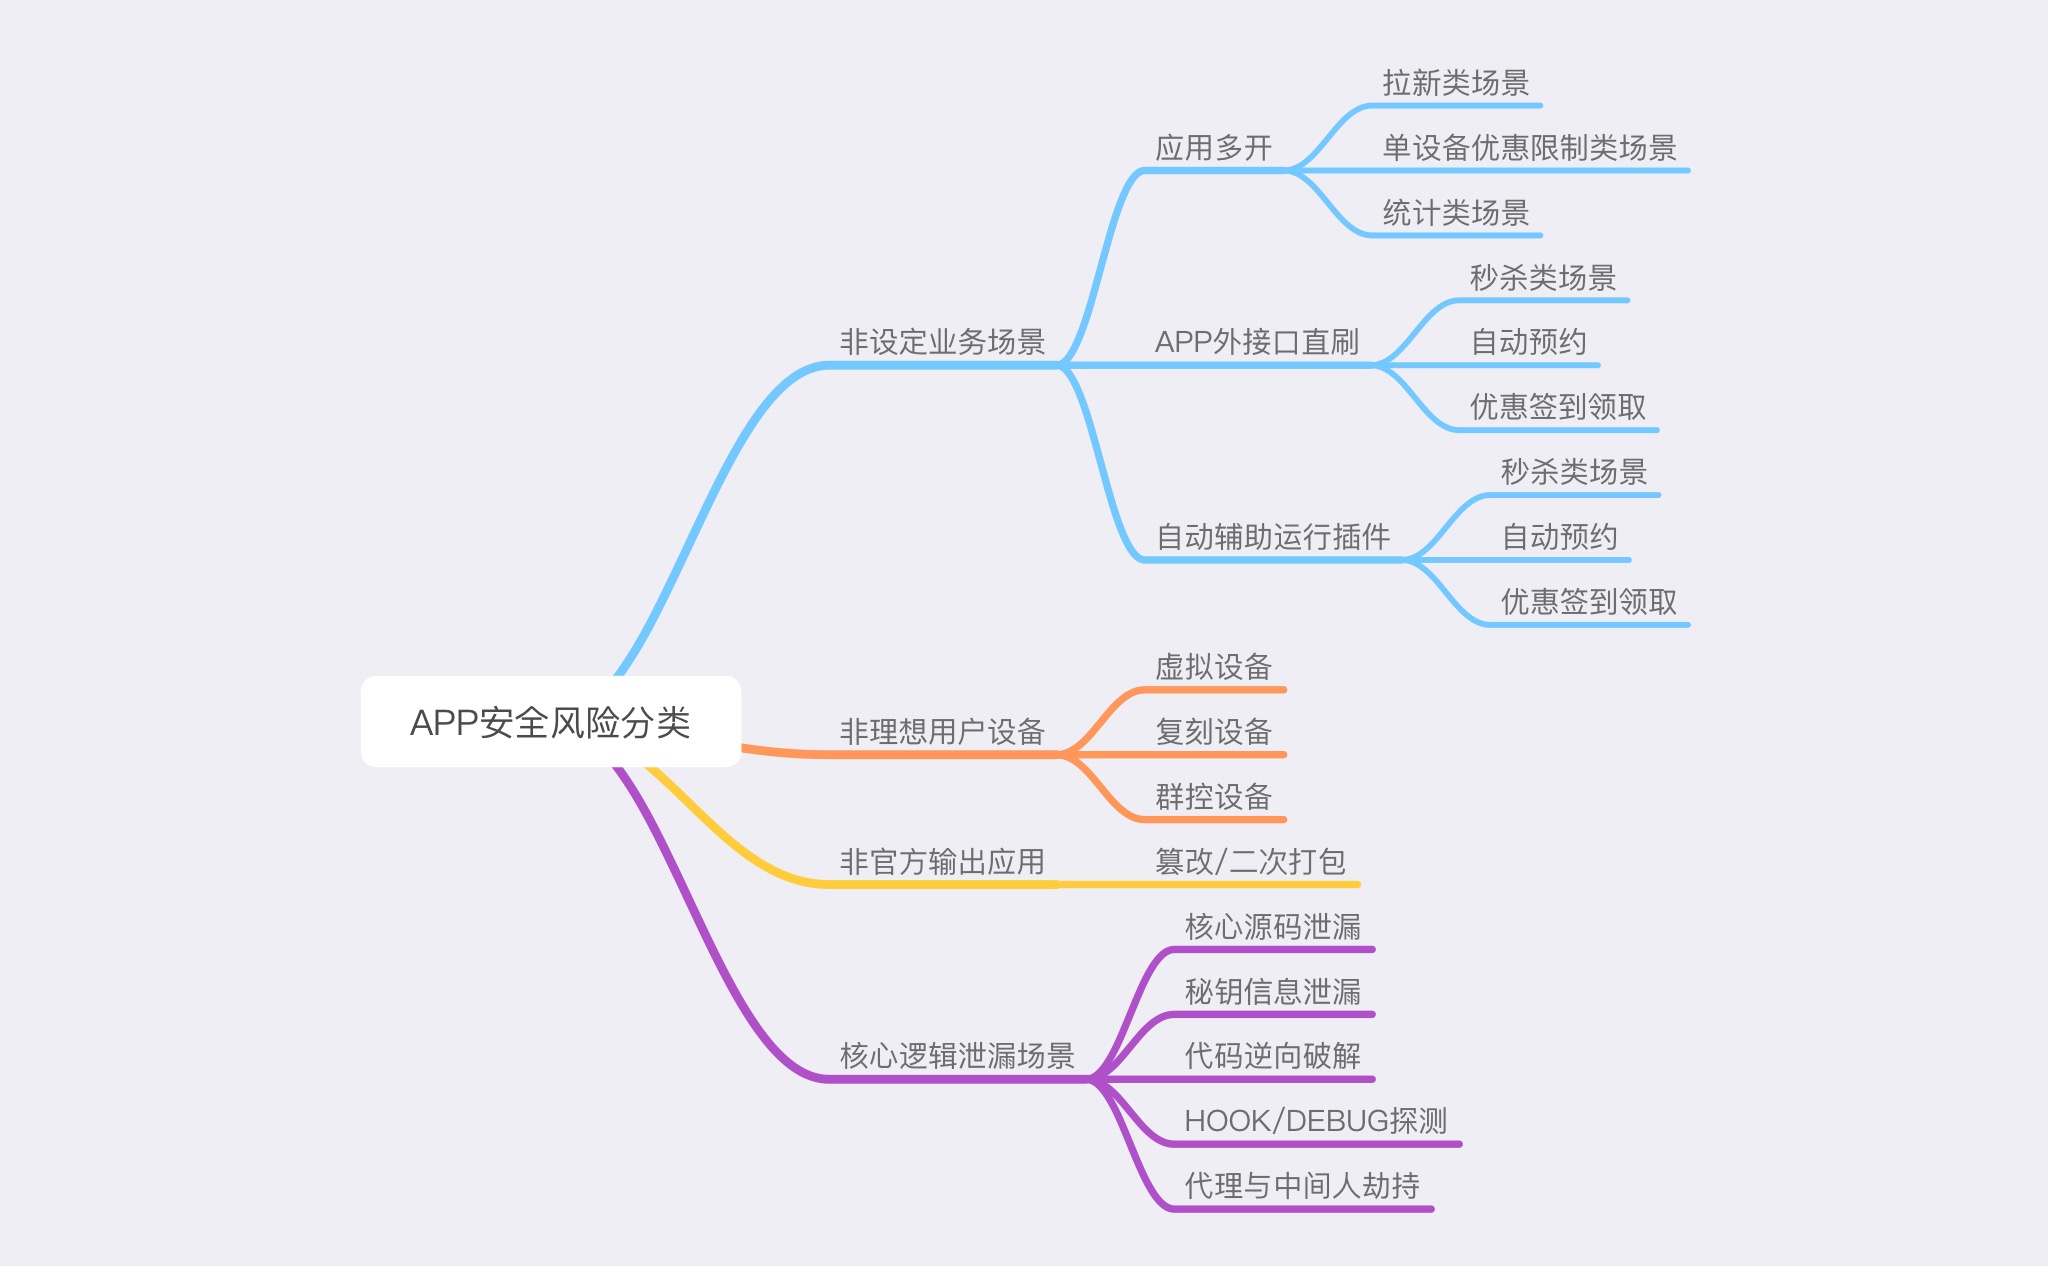 APP安全风险分类
非设定业务场景
应用多开
拉新类场景
单设备优惠限制类场景
统计类场景
APP外接口直刷
秒杀类场景
自动预约
优惠签到领取
自动辅助运行插件
秒杀类场景
自动预约
优惠签到领取
非理想用户设备
虚拟设备
复刻设备
群控设备
非官方输出应用
篡改/二次打包
核心逻辑泄漏场景
核心源码泄漏
秘钥信息泄漏
代码逆向破解
HOOK/DEBUG探测
代理与中间人劫持